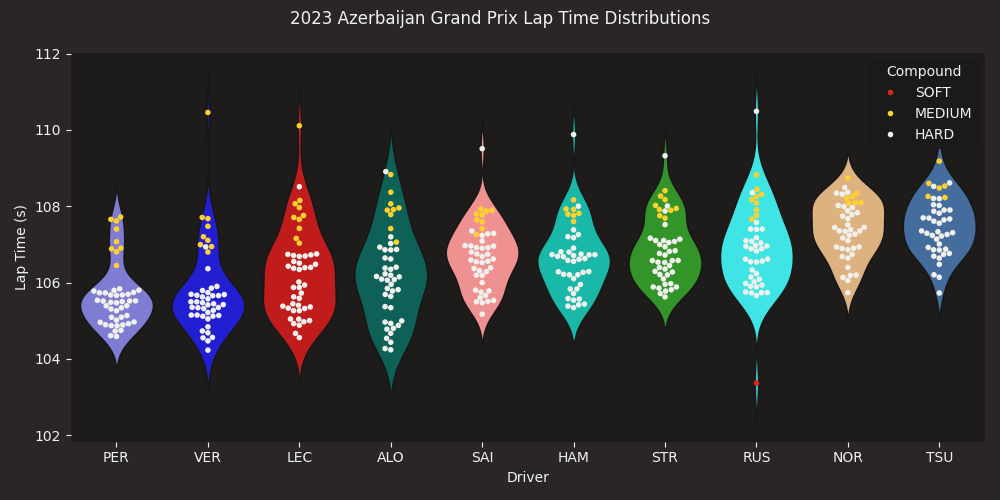 2023 Azerbaijan Grand Prix Lap Time Distributions
Compound
SOFT
MEDIUM
HARD
Lap Time (s)
112
110
108
106
104
102
PER VER LEC ALO SAI HAM STR RUS NOR TSU
Driver